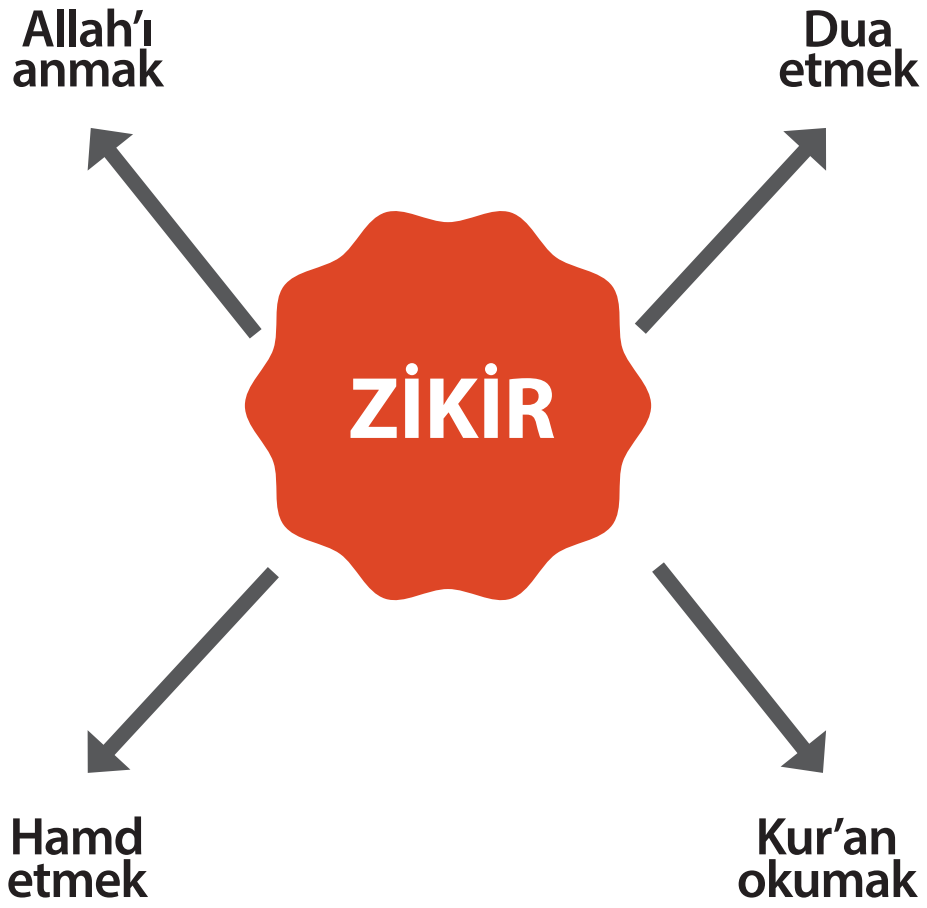 Allah’ı
anmak
Dua
etmek
ZİKİR
Hamd
etmek
Kur’an
okumak